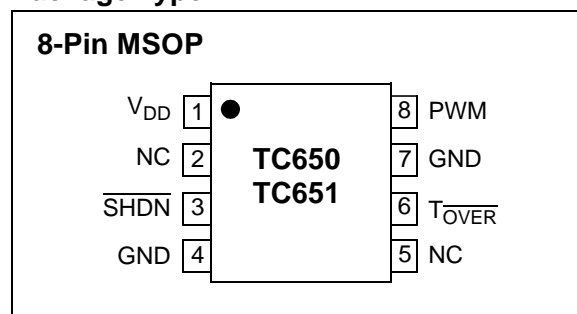 8-Pin MSOP
VDD 1 8 PWM
NC 2 TC650 7 GND
SHDN 3 TC651 6 TOVER
GND 4 5 NC